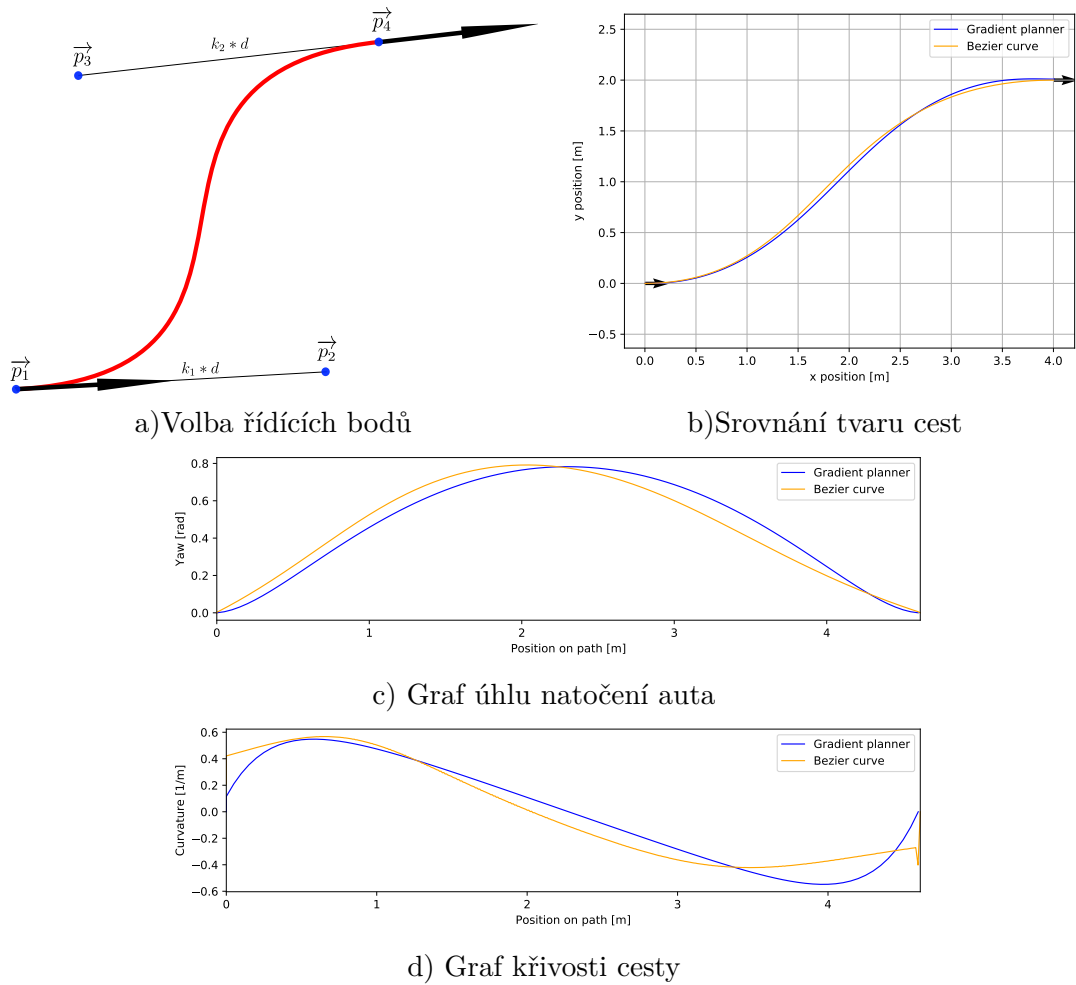 p₄
k₂ * d
p₃
p₁
k₁ * d
p₂
a)Volba řídících bodů
Gradient planner
Bezier curve
2.5
2.0
1.5
1.0
0.5
0.0
−0.5
y position [m]
0.0 0.5 1.0 1.5 2.0 2.5 3.0 3.5 4.0
x position [m]
b)Srovnání tvaru cest
Gradient planner
Bezier curve
0.8
0.6
0.4
0.2
0.0
Yaw [rad]
0 1 2 3 4
Position on path [m]
c) Graf úhlu natočení auta
Gradient planner
Bezier curve
0.6
0.4
0.2
0.0
−0.2
−0.4
−0.6
Curvature [1/m]
0 1 2 3 4
Position on path [m]
d) Graf křivosti cesty